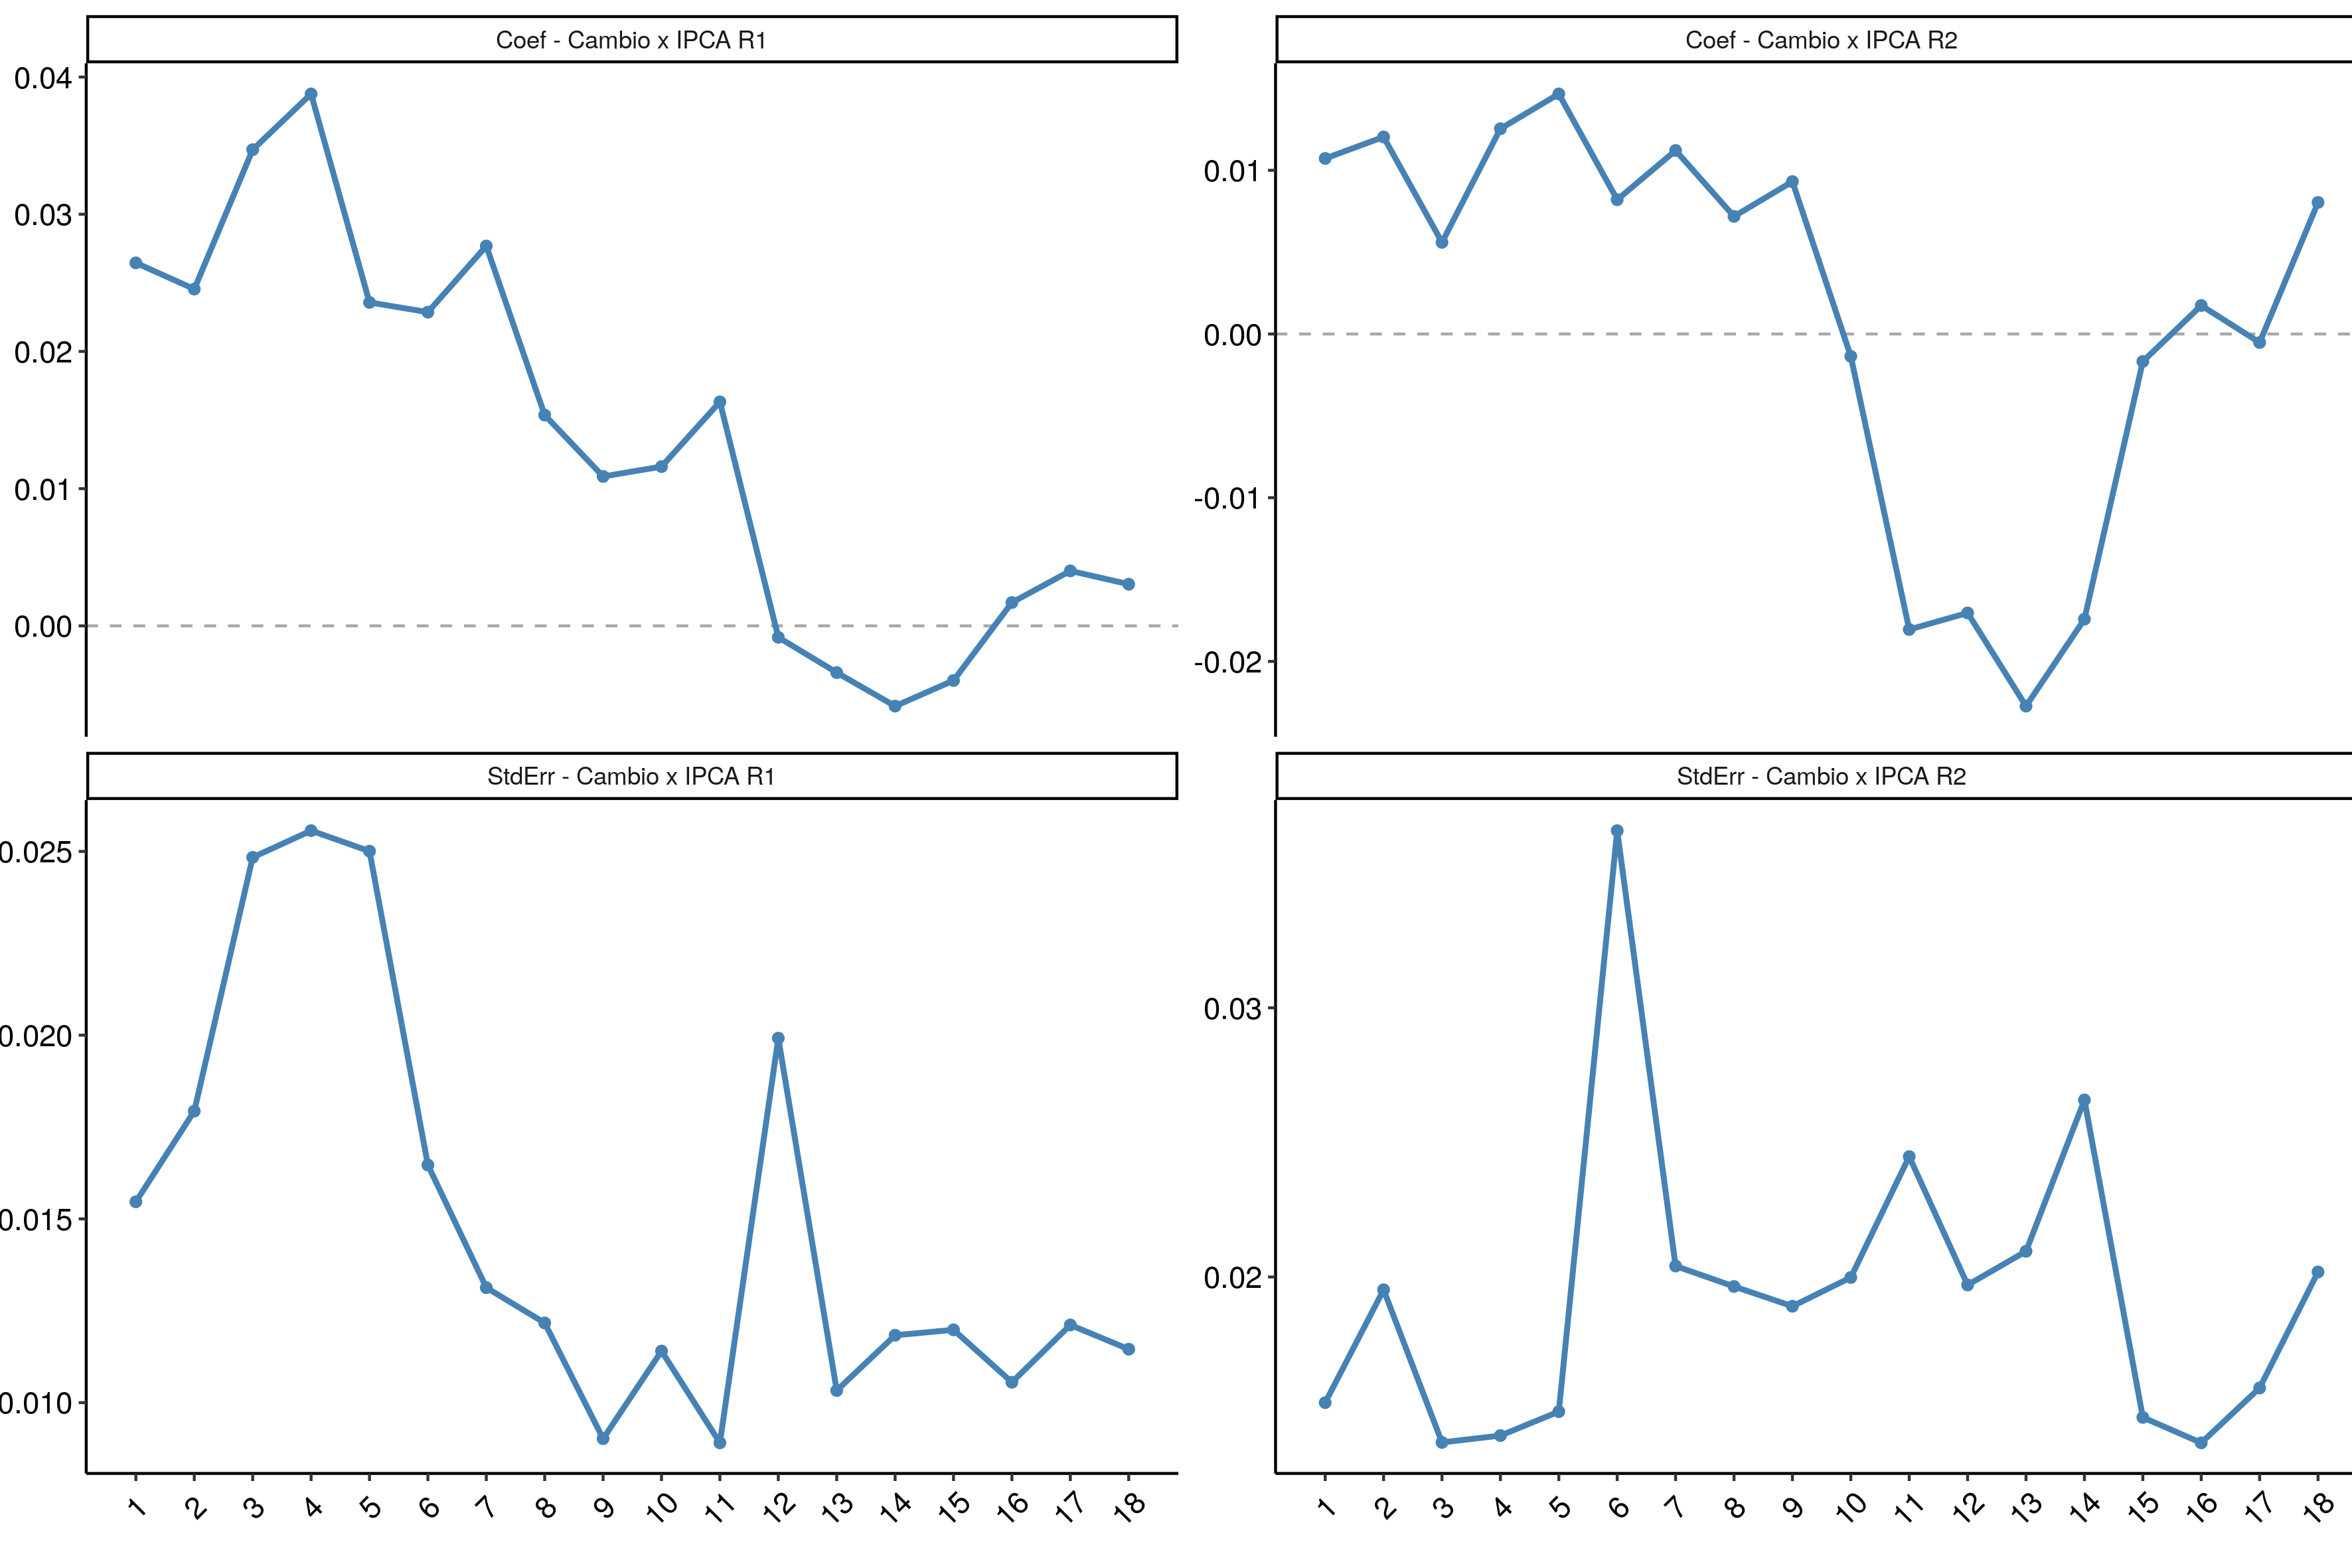 Coef - Cambio x IPCA R1
Coef - Cambio x IPCA R2
0.04
0.03
0.02
0.01
0.00
0.01
0.00
-0.01
-0.02
StdErr - Cambio x IPCA R1
StdErr - Cambio x IPCA R2
0.025
0.020
0.015
0.010
0.03
0.02
1 2 3 4 5 6 7 8 9 10 11 12 13 14 15 16 17 18
1 2 3 4 5 6 7 8 9 10 11 12 13 14 15 16 17 18